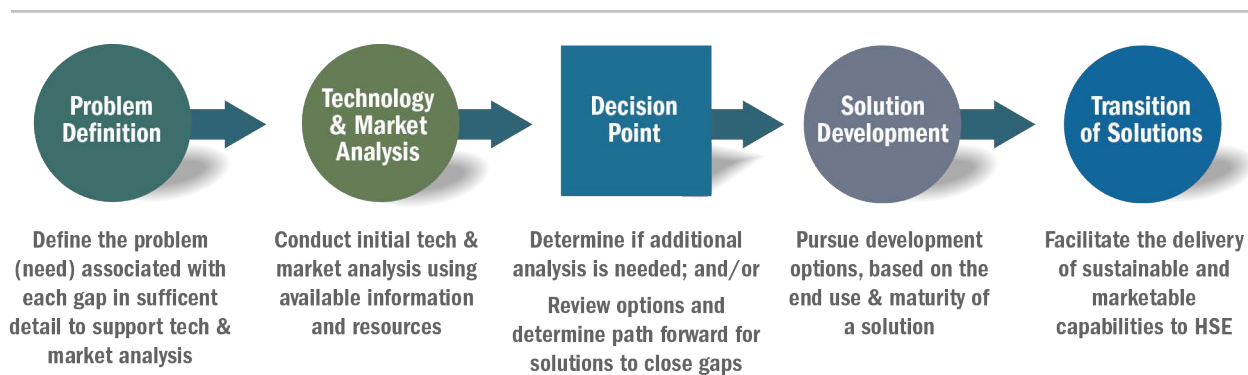 Problem
Definition
Technology
& Market
Analysis
Decision
Point
Solution
Development
Transition
of Solutions
Define the problem
(need) associated with
each gap in sufficent
detail to support tech &
market analysis
Conduct initial tech &
market analysis using
available information
and resources
Determine if additional
analysis is needed; and/or
Review options and
determine path forward for
solutions to close gaps
Pursue development
options, based on the
end use & maturity of
a solution
Facilitate the delivery
of sustainable and
marketable
capabilities to HSE